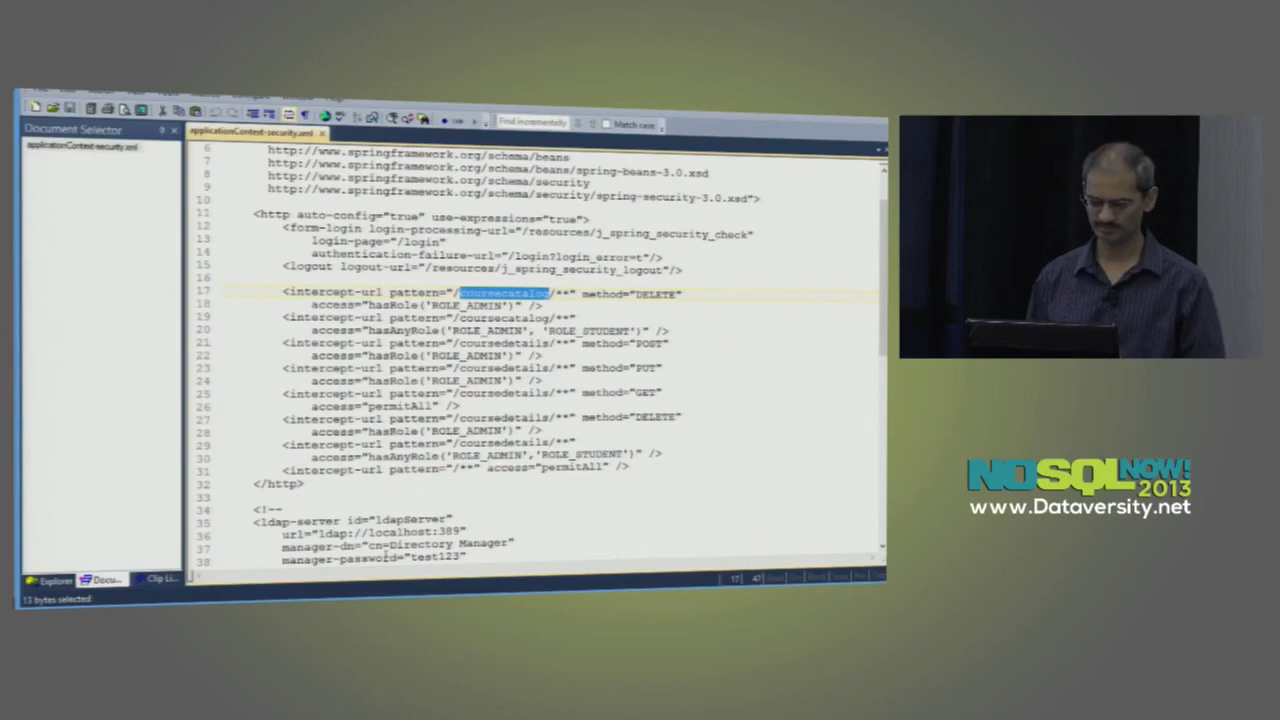 Find incrementally
Match case
Document Selector
applicationContext-security.xml
applicationContext-security.xml
6 http://www.springframework.org/schema/beans
7 http://www.springframework.org/schema/beans/spring-beans-3.0.xsd
8 http://www.springframework.org/schema/security
9 http://www.springframework.org/schema/security/spring-security-3.0.xsd">
10
11 <http auto-config="true" use-expressions="true">
12 <form-login login-processing-url="/resources/j_spring_security_check"
13 login-page="/login"
14 authentication-failure-url="/login?login_error=t"/>
15 <logout logout-url="/resources/j_spring_security_logout"/>
16
17 <intercept-url pattern="/coursecatalog/**" method="DELETE"
18 access="hasRole('ROLE_ADMIN')" />
19 <intercept-url pattern="/coursecatalog/**"
20 access="hasAnyRole('ROLE_ADMIN', 'ROLE_STUDENT')" />
21 <intercept-url pattern="/coursedetails/**" method="POST"
22 access="hasRole('ROLE_ADMIN')" />
23 <intercept-url pattern="/coursedetails/**" method="PUT"
24 access="hasRole('ROLE_ADMIN')" />
25 <intercept-url pattern="/coursedetails/**" method="GET"
26 access="permitAll" />
27 <intercept-url pattern="/coursedetails/**" method="DELETE"
28 access="hasRole('ROLE_ADMIN')" />
29 <intercept-url pattern="/coursedetails/**"
30 access="hasAnyRole('ROLE_ADMIN','ROLE_STUDENT')" />
31 <intercept-url pattern="/**" access="permitAll" />
32 </http>
33
34 <!--
35 <ldap-server id="ldapServer"
36 url="ldap://localhost:389"
37 manager-dn="cn=Directory Manager"
38 manager-password="test123"
Explorer Docu... Clip Li...
13 bytes selected
17 47
NOSQL NOW!
2013
www.Dataversity.net